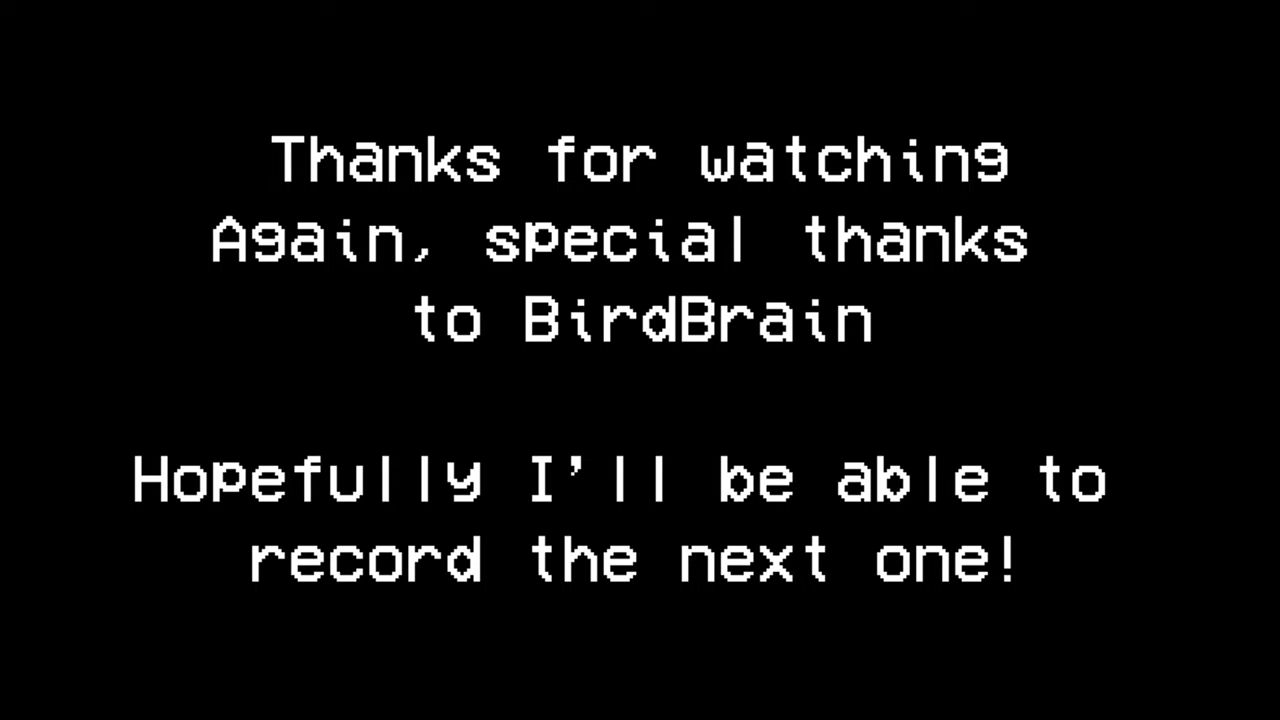 Thanks for watching
Again, special thanks
to BirdBrain
Hopefully I'll be able to
record the next one!